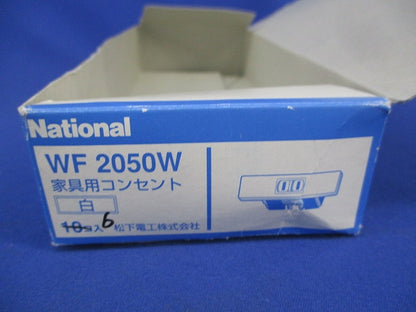 National
WF 2050W
家具用コンセント
白
10コ入 6 松下電工株式会社